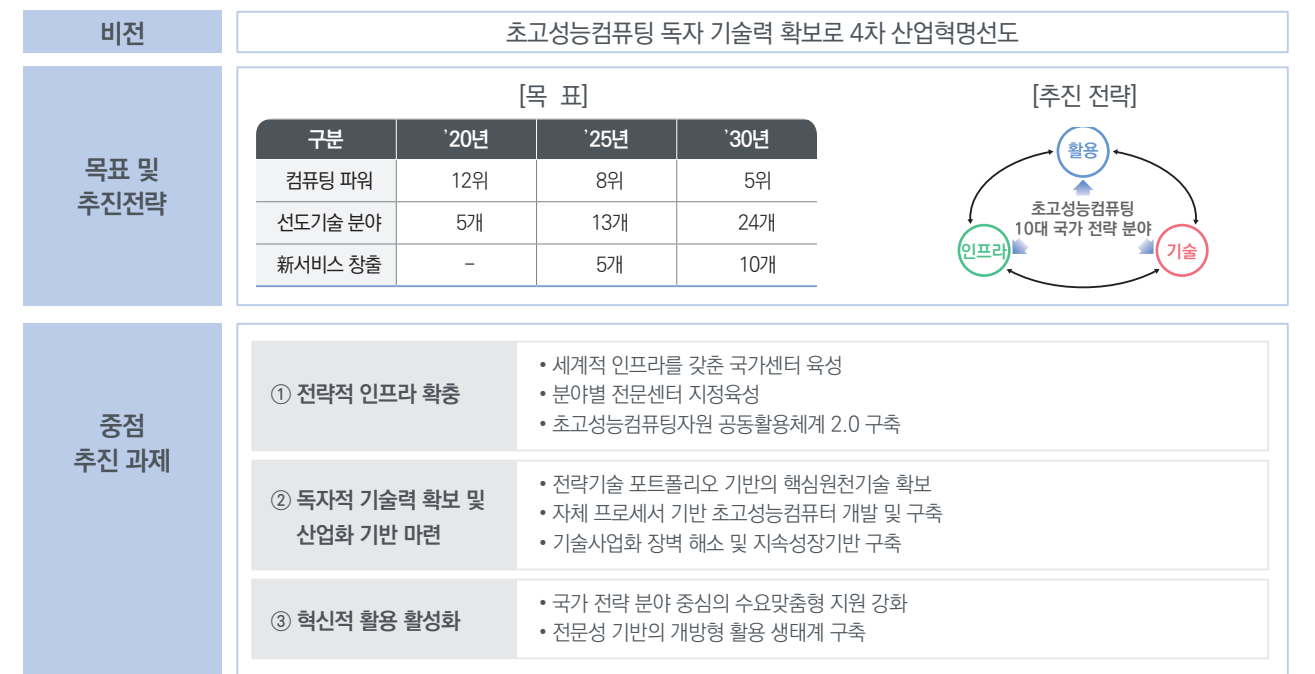 비전
초고성능컴퓨팅 독자 기술력 확보로 4차 산업혁명선도
목표 및
추진전략
[목 표]
구분 ’20년 ’25년 ’30년
컴퓨팅 파워 12위 8위 5위
선도기술 분야 5개 13개 24개
新서비스 창출 – 5개 10개
[추진 전략]
활용
초고성능컴퓨팅
10대 국가 전략 분야
인프라
기술
중점
추진 과제
① 전략적 인프라 확충
• 세계적 인프라를 갖춘 국가센터 육성
• 분야별 전문센터 지정육성
• 초고성능컴퓨팅자원 공동활용체계 2.0 구축
② 독자적 기술력 확보 및
산업화 기반 마련
• 전략기술 포트폴리오 기반의 핵심원천기술 확보
• 자체 프로세서 기반 초고성능컴퓨터 개발 및 구축
• 기술사업화 장벽 해소 및 지속성장기반 구축
③ 혁신적 활용 활성화
• 국가 전략 분야 중심의 수요맞춤형 지원 강화
• 전문성 기반의 개방형 활용 생태계 구축